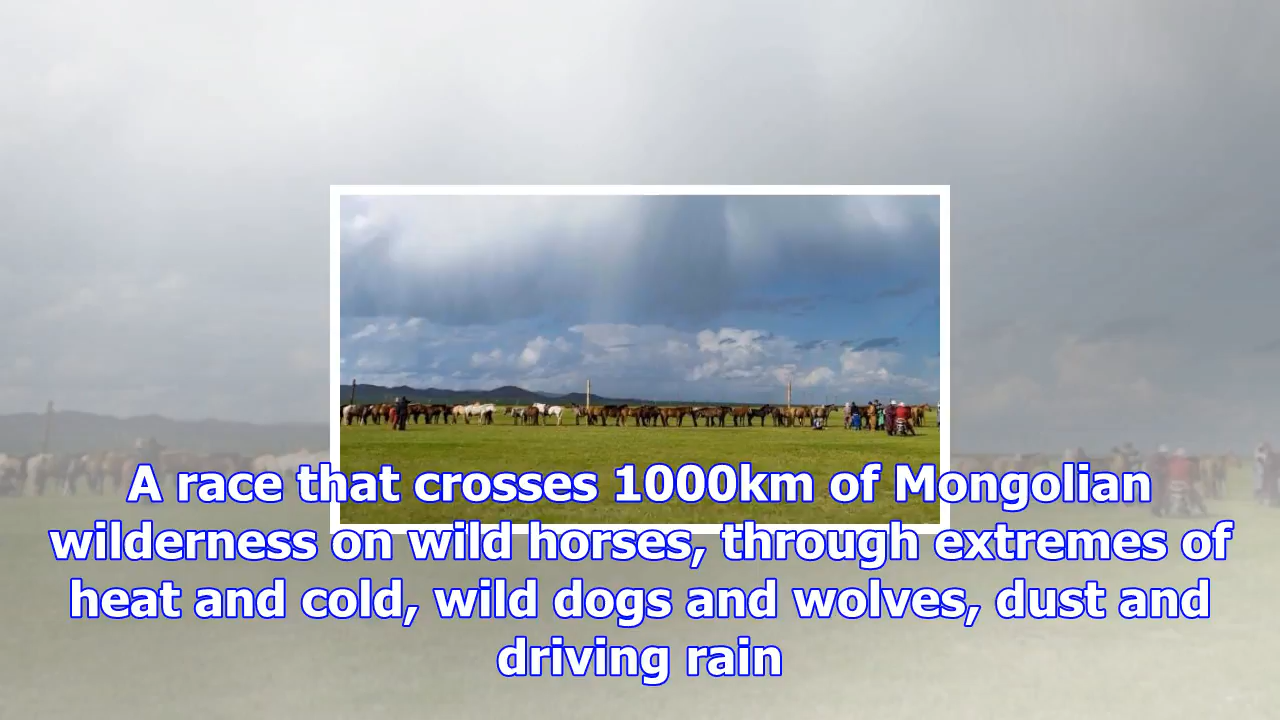 A race that crosses 1000km of Mongolian
wilderness on wild horses, through extremes of
heat and cold, wild dogs and wolves, dust and
driving rain